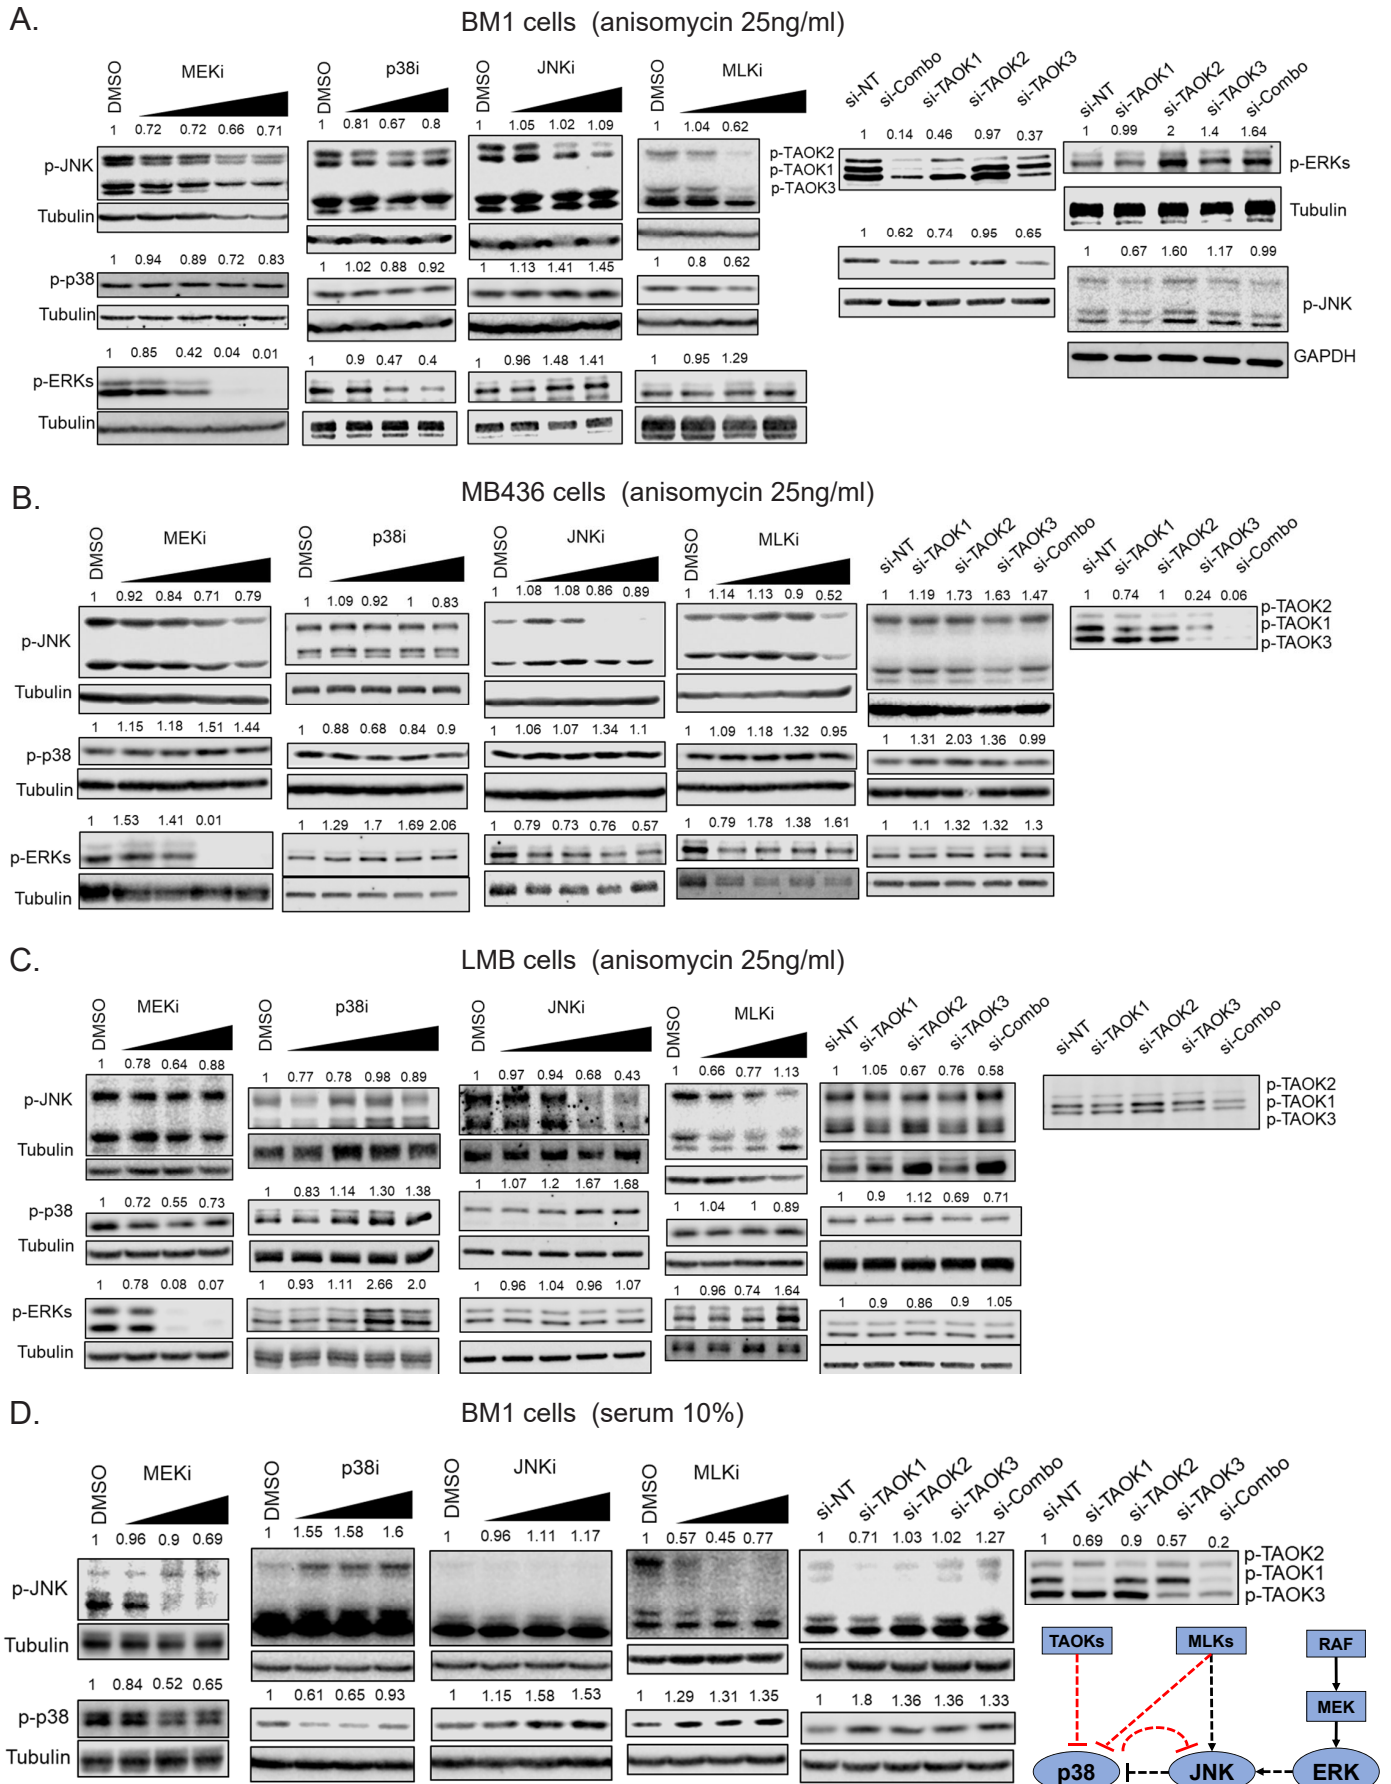 A.
BM1 cells (anisomycin 25ng/ml)
DMSO MEKi
1 0.72 0.72 0.66 0.71
p-JNK
Tubulin
1 0.94 0.89 0.72 0.83
p-p38
Tubulin
1 0.85 0.42 0.04 0.01
p-ERKs
Tubulin
DMSO p38i
1 0.81 0.67 0.8
1 1.02 0.88 0.92
1 0.9 0.47 0.4
DMSO JNKi
1 1.05 1.02 1.09
1 1.13 1.41 1.45
1 0.96 1.48 1.41
DMSO MLKi
1 1.04 0.62
1 0.8 0.62
1 0.95 1.29
si-NT si-Combo si-TAOK1 si-TAOK2 si-TAOK3
1 0.14 0.46 0.97 0.37
p-TAOK2
p-TAOK1
p-TAOK3
1 0.62 0.74 0.95 0.65
si-NT si-TAOK1 si-TAOK2 si-TAOK3 si-Combo
1 0.99 2 1.4 1.64
p-ERKs
Tubulin
1 0.67 1.60 1.17 0.99
p-JNK
GAPDH
B.
MB436 cells (anisomycin 25ng/ml)
DMSO MEKi
1 0.92 0.84 0.71 0.79
p-JNK
Tubulin
1 1.15 1.18 1.51 1.44
p-p38
Tubulin
1 1.53 1.41 0.01
p-ERKs
Tubulin
DMSO p38i
1 1.09 0.92 1 0.83
1 0.88 0.68 0.84 0.9
1 1.29 1.7 1.69 2.06
DMSO JNKi
1 1.08 1.08 0.86 0.89
1 1.06 1.07 1.34 1.1
1 0.79 0.73 0.76 0.57
DMSO MLKi
1 1.14 1.13 0.9 0.52
1 1.09 1.18 1.32 0.95
1 0.79 1.78 1.38 1.61
si-NT si-TAOK1 si-TAOK2 si-TAOK3 si-Combo
1 1.19 1.73 1.63 1.47
1 1.31 2.03 1.36 0.99
1 1.1 1.32 1.32 1.3
si-NT si-TAOK1 si-TAOK2 si-TAOK3 si-Combo
1 0.74 1 0.24 0.06
p-TAOK2
p-TAOK1
p-TAOK3
C.
LMB cells (anisomycin 25ng/ml)
DMSO MEKi
1 0.78 0.64 0.88
p-JNK
Tubulin
1 0.72 0.55 0.73
p-p38
Tubulin
1 0.78 0.08 0.07
p-ERKs
Tubulin
DMSO p38i
1 0.77 0.78 0.98 0.89
1 0.83 1.14 1.30 1.38
1 0.93 1.11 2.66 2.0
DMSO JNKi
1 0.97 0.94 0.68 0.43
1 1.07 1.2 1.67 1.68
1 0.96 1.04 0.96 1.07
DMSO MLKi
1 0.66 0.77 1.13
1 1.04 1 0.89
1 0.96 0.74 1.64
si-NT si-TAOK1 si-TAOK2 si-TAOK3 si-Combo
1 1.05 0.67 0.76 0.58
1 0.9 1.12 0.69 0.71
1 0.9 0.86 0.9 1.05
si-NT si-TAOK1 si-TAOK2 si-TAOK3 si-Combo
p-TAOK2
p-TAOK1
p-TAOK3
D.
BM1 cells (serum 10%)
DMSO MEKi
1 0.96 0.9 0.69
p-JNK
Tubulin
1 0.84 0.52 0.65
p-p38
Tubulin
DMSO p38i
1 1.55 1.58 1.6
1 0.61 0.65 0.93
DMSO JNKi
1 0.96 1.11 1.17
1 1.15 1.58 1.53
DMSO MLKi
1 0.57 0.45 0.77
1 1.29 1.31 1.35
si-NT si-TAOK1 si-TAOK2 si-TAOK3 si-Combo
1 0.71 1.03 1.02 1.27
1 1.8 1.36 1.36 1.33
si-NT si-TAOK1 si-TAOK2 si-TAOK3 si-Combo
1 0.69 0.9 0.57 0.2
p-TAOK2
p-TAOK1
p-TAOK3
TAOKs MLKs RAF
MEK
p38 JNK ERK